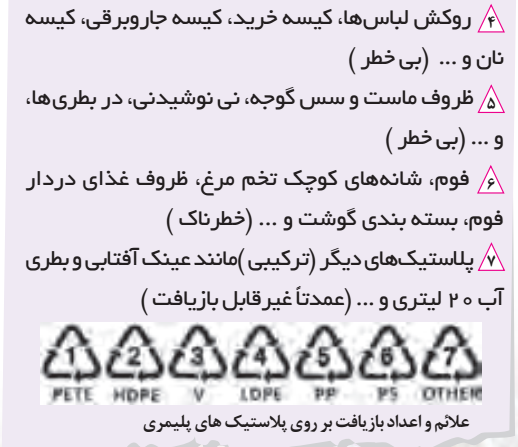 ۴ روکش لباس‌ها، کیسه خرید، کیسه جاروبرقی، کیسه
نان و ... (بی خطر )
۵ ظروف ماست و سس گوجه، نی نوشیدنی، در بطری‌ها،
و ... (بی خطر )
۶ فوم، شانه‌های کوچک تخم مرغ، ظروف غذای دردار
فوم، بسته بندی گوشت و ... (خطرناک )
۷ پلاستیک‌های دیگر (ترکیبی )مانند عینک آفتابی و بطری
آب ۲۰ لیتری و ... (عمدتاً غیرقابل بازیافت )
1 2 3 4 5 6 7
PETE HDPE V LDPE PP PS OTHER
علائم و اعداد بازیافت بر روی پلاستیک های پلیمری